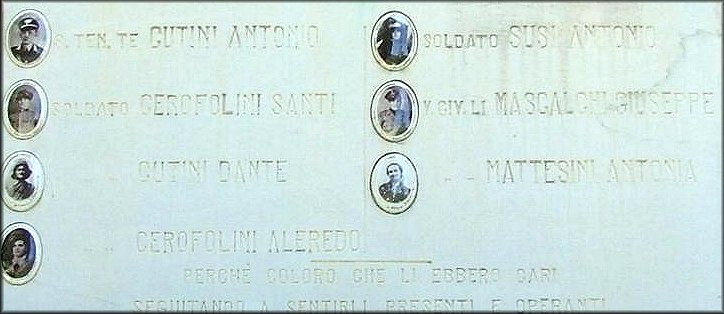 S. TEN. TE CUTINI ANTONIO
SOLDATO CEROFOLINI SANTI
" " CUTINI DANTE
" " CEROFOLINI ALFREDO
SOLDATO SUSI ANTONIO
V. CIV. LI MASCALCHI GIUSEPPE
" " MATTESINI ANTONIA
PERCHÉ COLORO CHE LI EBBERO CARI
SEGUITANDO A SENTIRLI PRESENTI E OPERANTI